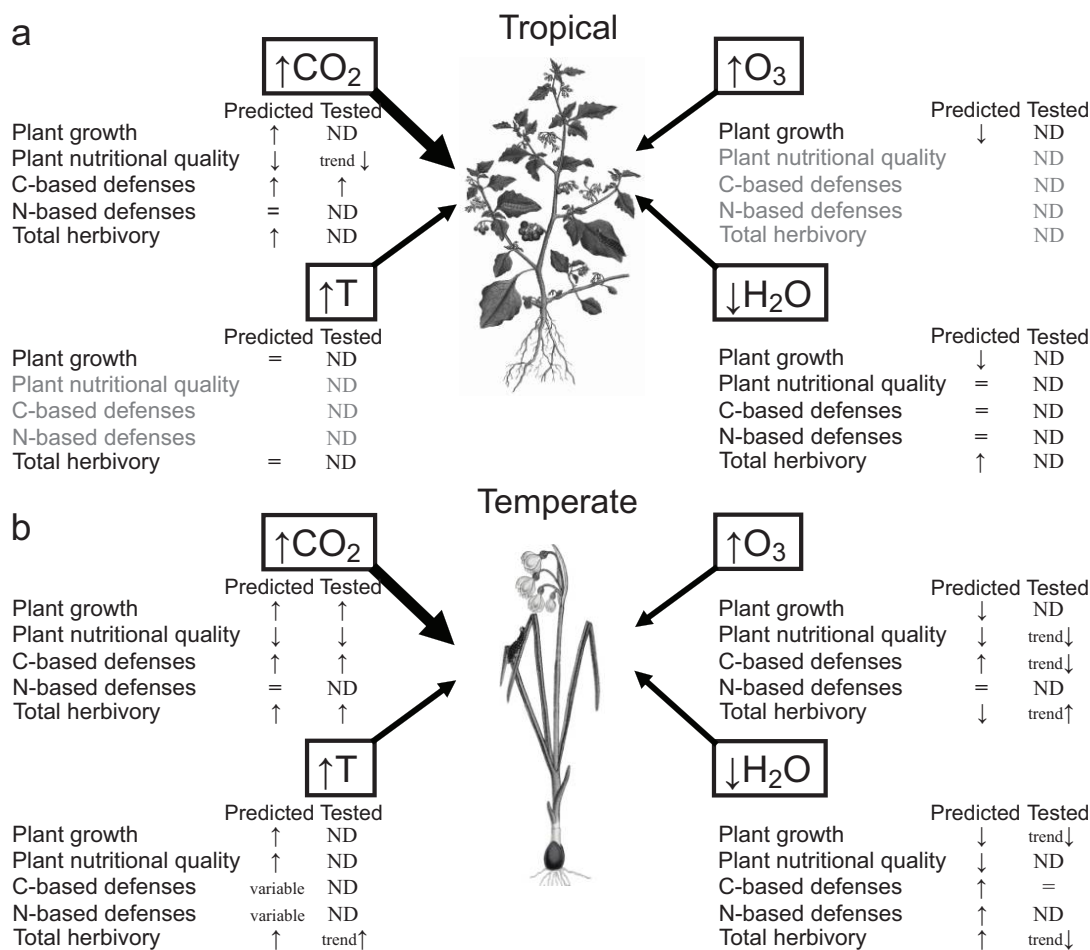 a
Tropical
↑CO₂
Predicted Tested
Plant growth ↑ ND
Plant nutritional quality ↓ trend ↓
C-based defenses ↑ ↑
N-based defenses = ND
Total herbivory ↑ ND
↑O₃
Predicted Tested
Plant growth ↓ ND
Plant nutritional quality ND
C-based defenses ND
N-based defenses ND
Total herbivory ND
↑T
Predicted Tested
Plant growth = ND
Plant nutritional quality ND
C-based defenses ND
N-based defenses ND
Total herbivory = ND
↓H₂O
Predicted Tested
Plant growth ↓ ND
Plant nutritional quality = ND
C-based defenses = ND
N-based defenses = ND
Total herbivory ↑ ND
b
Temperate
↑CO₂
Predicted Tested
Plant growth ↑ ↑
Plant nutritional quality ↓ ↓
C-based defenses ↑ ↑
N-based defenses = ND
Total herbivory ↑ ↑
↑O₃
Predicted Tested
Plant growth ↓ ND
Plant nutritional quality ↓ trend↓
C-based defenses ↑ trend↓
N-based defenses = ND
Total herbivory ↓ trend↑
↑T
Predicted Tested
Plant growth ↑ ND
Plant nutritional quality ↑ ND
C-based defenses variable ND
N-based defenses variable ND
Total herbivory ↑ trend↑
↓H₂O
Predicted Tested
Plant growth ↓ trend↓
Plant nutritional quality ↓ ND
C-based defenses ↑ =
N-based defenses ↑ ND
Total herbivory ↑ trend↓